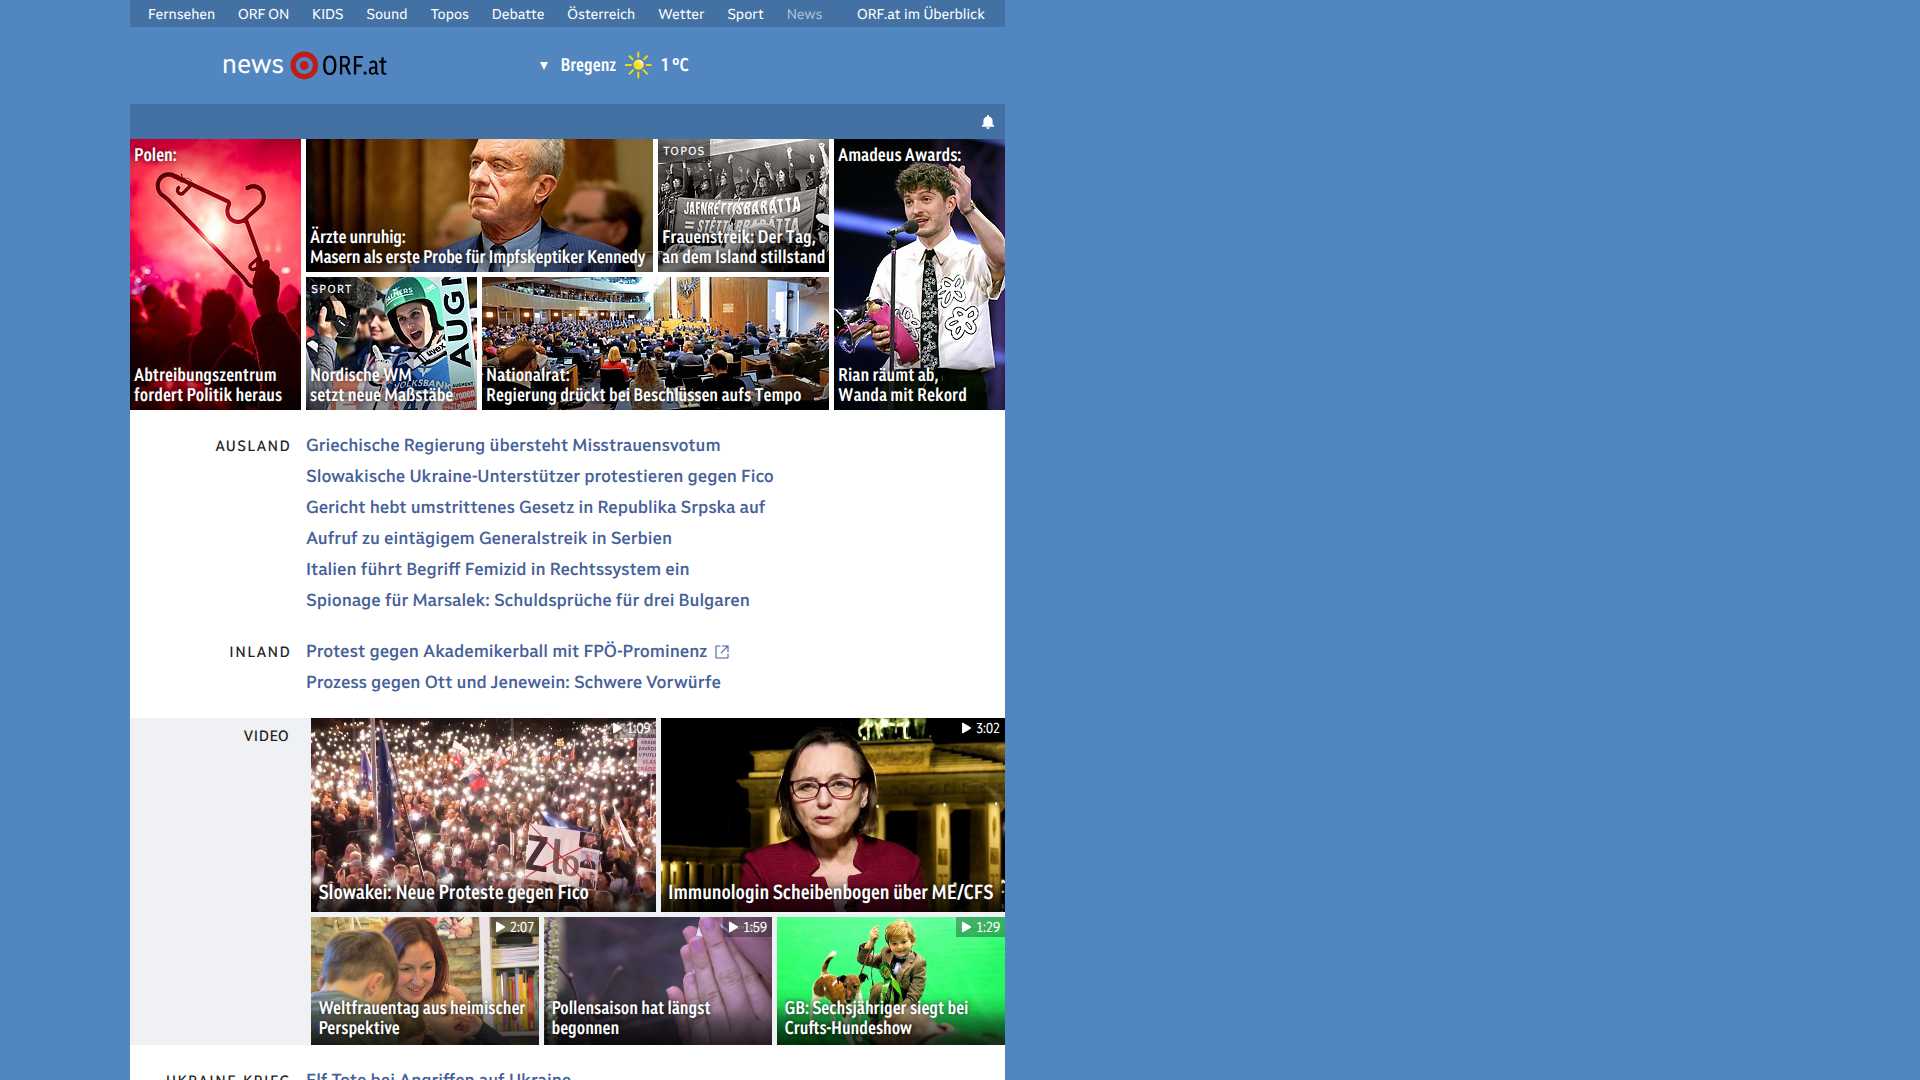 Fernsehen ORF ON KIDS Sound Topos Debatte Österreich Wetter Sport News ORF.at im Überblick
news ORF.at
▼ Bregenz 1 °C
Polen:
Abtreibungszentrum
fordert Politik heraus
Ärzte unruhig:
Masern als erste Probe für Impfskeptiker Kennedy
TOPOS
JAFNRÉTTISBARÁTTA
= STÉTTABARÁTTA
Frauenstreik: Der Tag,
an dem Island stillstand
Amadeus Awards:
Rian räumt ab,
Wanda mit Rekord
SPORT
uvex
Nordische WM
setzt neue Maßstäbe
Nationalrat:
Regierung drückt bei Beschlüssen aufs Tempo
AUSLAND
Griechische Regierung übersteht Misstrauensvotum
Slowakische Ukraine-Unterstützer protestieren gegen Fico
Gericht hebt umstrittenes Gesetz in Republika Srpska auf
Aufruf zu eintägigem Generalstreik in Serbien
Italien führt Begriff Femizid in Rechtssystem ein
Spionage für Marsalek: Schuldsprüche für drei Bulgaren
INLAND
Protest gegen Akademikerball mit FPÖ-Prominenz
Prozess gegen Ott und Jenewein: Schwere Vorwürfe
VIDEO
1:09
Zlo
Slowakei: Neue Proteste gegen Fico
3:02
Immunologin Scheibenbogen über ME/CFS
2:07
Weltfrauentag aus heimischer
Perspektive
1:59
Pollensaison hat längst
begonnen
1:29
GB: Sechsjähriger siegt bei
Crufts-Hundeshow
UKRAINE-KRIEG
Elf Tote bei Angriffen auf Ukraine